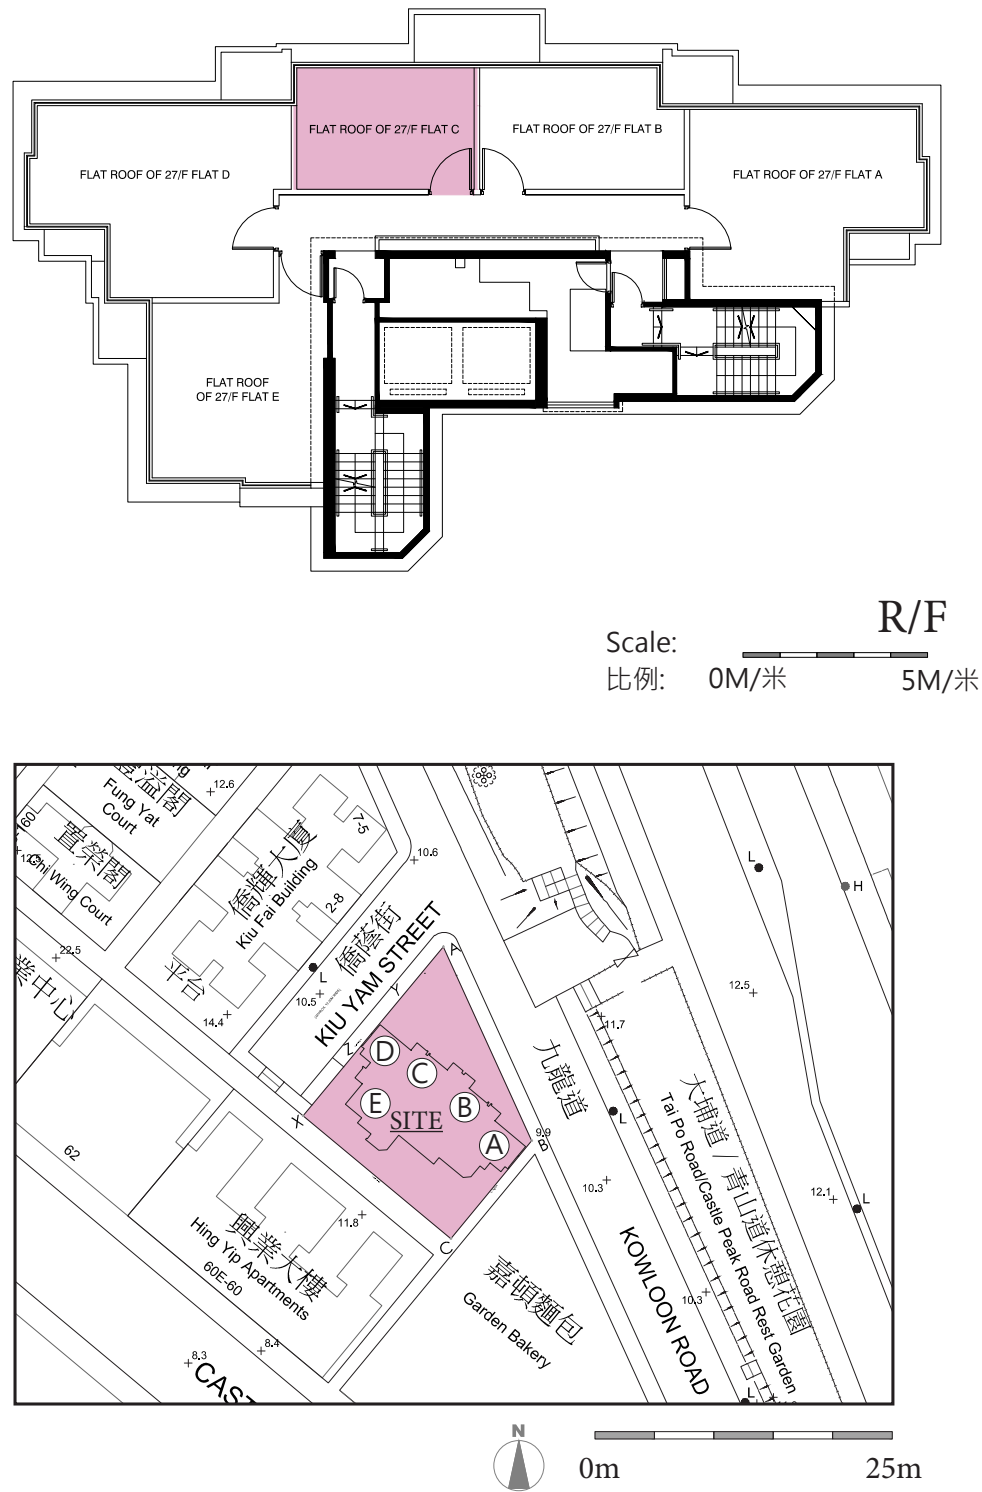 FLAT ROOF OF 27/F FLAT C
FLAT ROOF OF 27/F FLAT B
FLAT ROOF OF 27/F FLAT D
FLAT ROOF OF 27/F FLAT A
FLAT ROOF
OF 27/F FLAT E
R/F
Scale:
比例:
0M/米
5M/米
12.6
Fung Yat
Court
置榮閣
Chi Wing Court
7-5
僑輝大廈
Kiu Fai Building
2-8
10.6
L
H
22.5
業中心
平台
L
10.5
14.4
僑蔭街
KIU YAM STREET
A
Y
Z
X
D
C
E
B
A
SITE
9.9
B
C
12.5
11.7
九龍道
L
大埔道 / 青山道休憩花園
Tai Po Road/Castle Peak Road Rest Garden
10.3
12.1
L
62
11.8
興業大樓
Hing Yip Apartments
60E-60
嘉頓麵包
Garden Bakery
KOWLOON ROAD
10.3
8.4
8.3
CAST
L
N
0m
25m